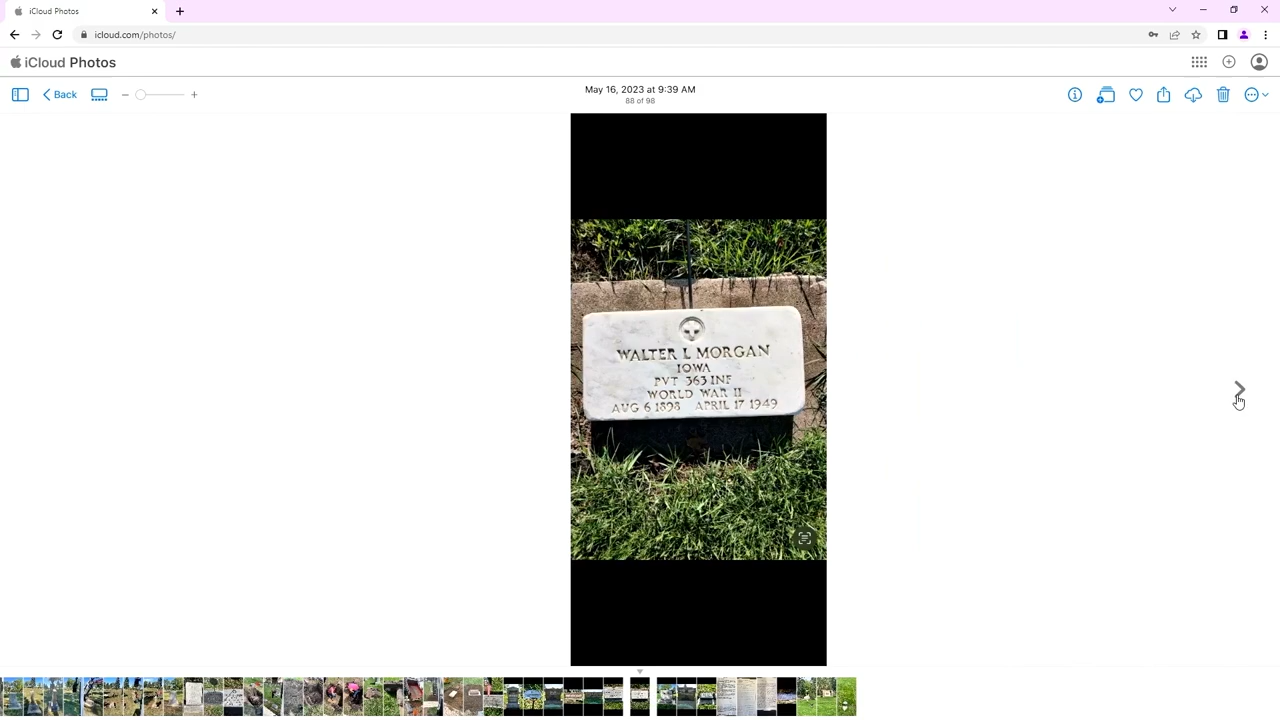 iCloud Photos
icloud.com/photos/
iCloud Photos
Back
May 16, 2023 at 9:39 AM
88 of 98
WALTER L MORGAN
IOWA
PVT 363 INF
WORLD WAR II
AUG 6 1898 APRIL 17 1949